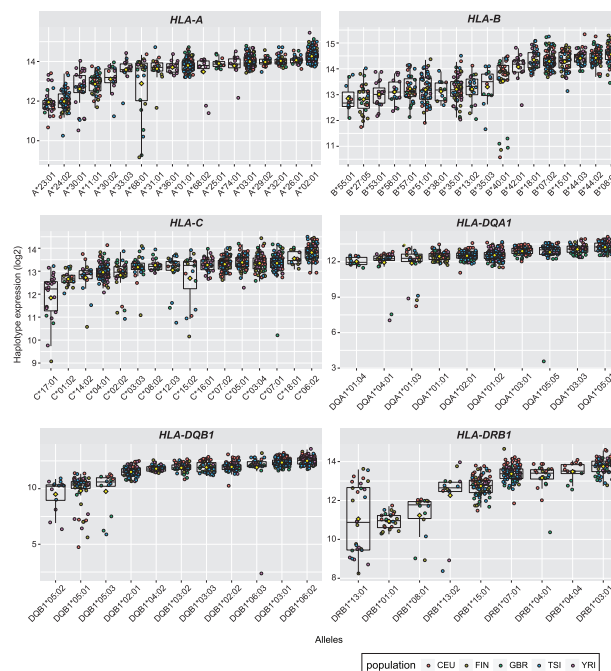 HLA-A
HLA-B
14
12
10
15
14
13
12
11
A*23:01 A*24:02 A*30:01 A*11:01 A*30:02 A*33:03 A*68:01 A*31:01 A*36:01 A*01:01 A*68:02 A*25:01 A*74:01 A*03:01 A*29:02 A*32:01 A*26:01 A*02:01
B*55:01 B*27:05 B*53:01 B*58:01 B*57:01 B*51:01 B*38:01 B*35:01 B*13:02 B*35:03 B*40:01 B*42:01 B*18:01 B*07:02 B*15:01 B*44:03 B*44:02 B*08:0
HLA-C
HLA-DQA1
Haplotype expression (log2)
14
13
12
11
10
9
12
9
6
3
C*17:01 C*01:02 C*14:02 C*04:01 C*02:02 C*03:03 C*08:02 C*12:03 C*15:02 C*16:01 C*07:02 C*05:01 C*03:04 C*07:01 C*18:01 C*06:02
DQA1*01:04 DQA1*04:01 DQA1*01:03 DQA1*01:01 DQA1*02:01 DQA1*01:02 DQA1*03:01 DQA1*05:05 DQA1*03:03 DQA1*05:0
HLA-DQB1
HLA-DRB1
10
5
14
12
10
8
DQB1*05:02 DQB1*05:01 DQB1*05:03 DQB1*02:01 DQB1*03:02 DQB1*03:03 DQB1*02:02 DQB1*06:03 DQB1*03:01
DRB1*13:01 DRB1*01:01 DRB1*08:01 DRB1*13:02 DRB1*15:01 DRB1*07:01 DRB1*04:01 DRB1*04:04 DRB1*03:0
Alleles
population CEU FIN GBR TSI YRI